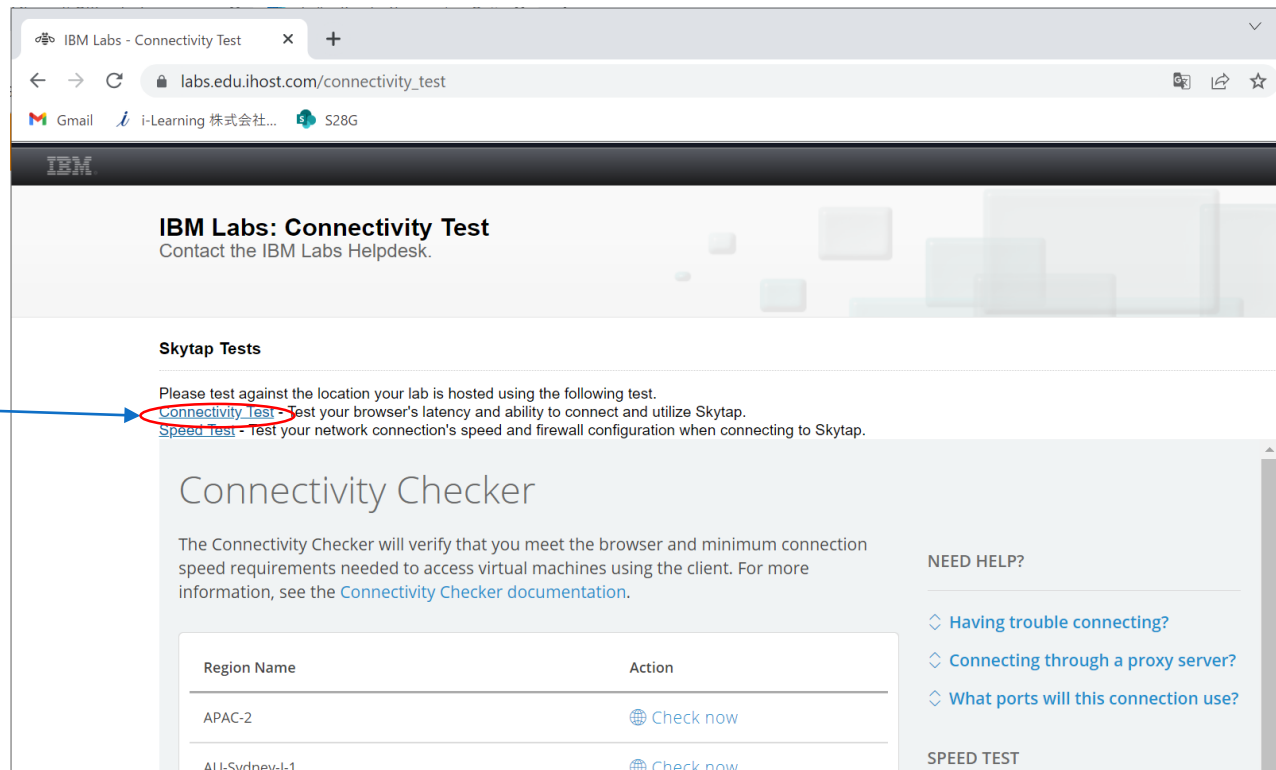 IBM Labs - Connectivity Test
labs.edu.ihost.com/connectivity_test
Gmail
i-Learning 株式会社...
S28G
IBM
IBM Labs: Connectivity Test
Contact the IBM Labs Helpdesk.
Skytap Tests
Please test against the location your lab is hosted using the following test.
Connectivity Test - Test your browser's latency and ability to connect and utilize Skytap.
Speed Test - Test your network connection's speed and firewall configuration when connecting to Skytap.
Connectivity Checker
The Connectivity Checker will verify that you meet the browser and minimum connection
speed requirements needed to access virtual machines using the client. For more
information, see the Connectivity Checker documentation.
Region Name Action
APAC-2 Check now
AU-Sydney-I-1 Check now
NEED HELP?
Having trouble connecting?
Connecting through a proxy server?
What ports will this connection use?
SPEED TEST